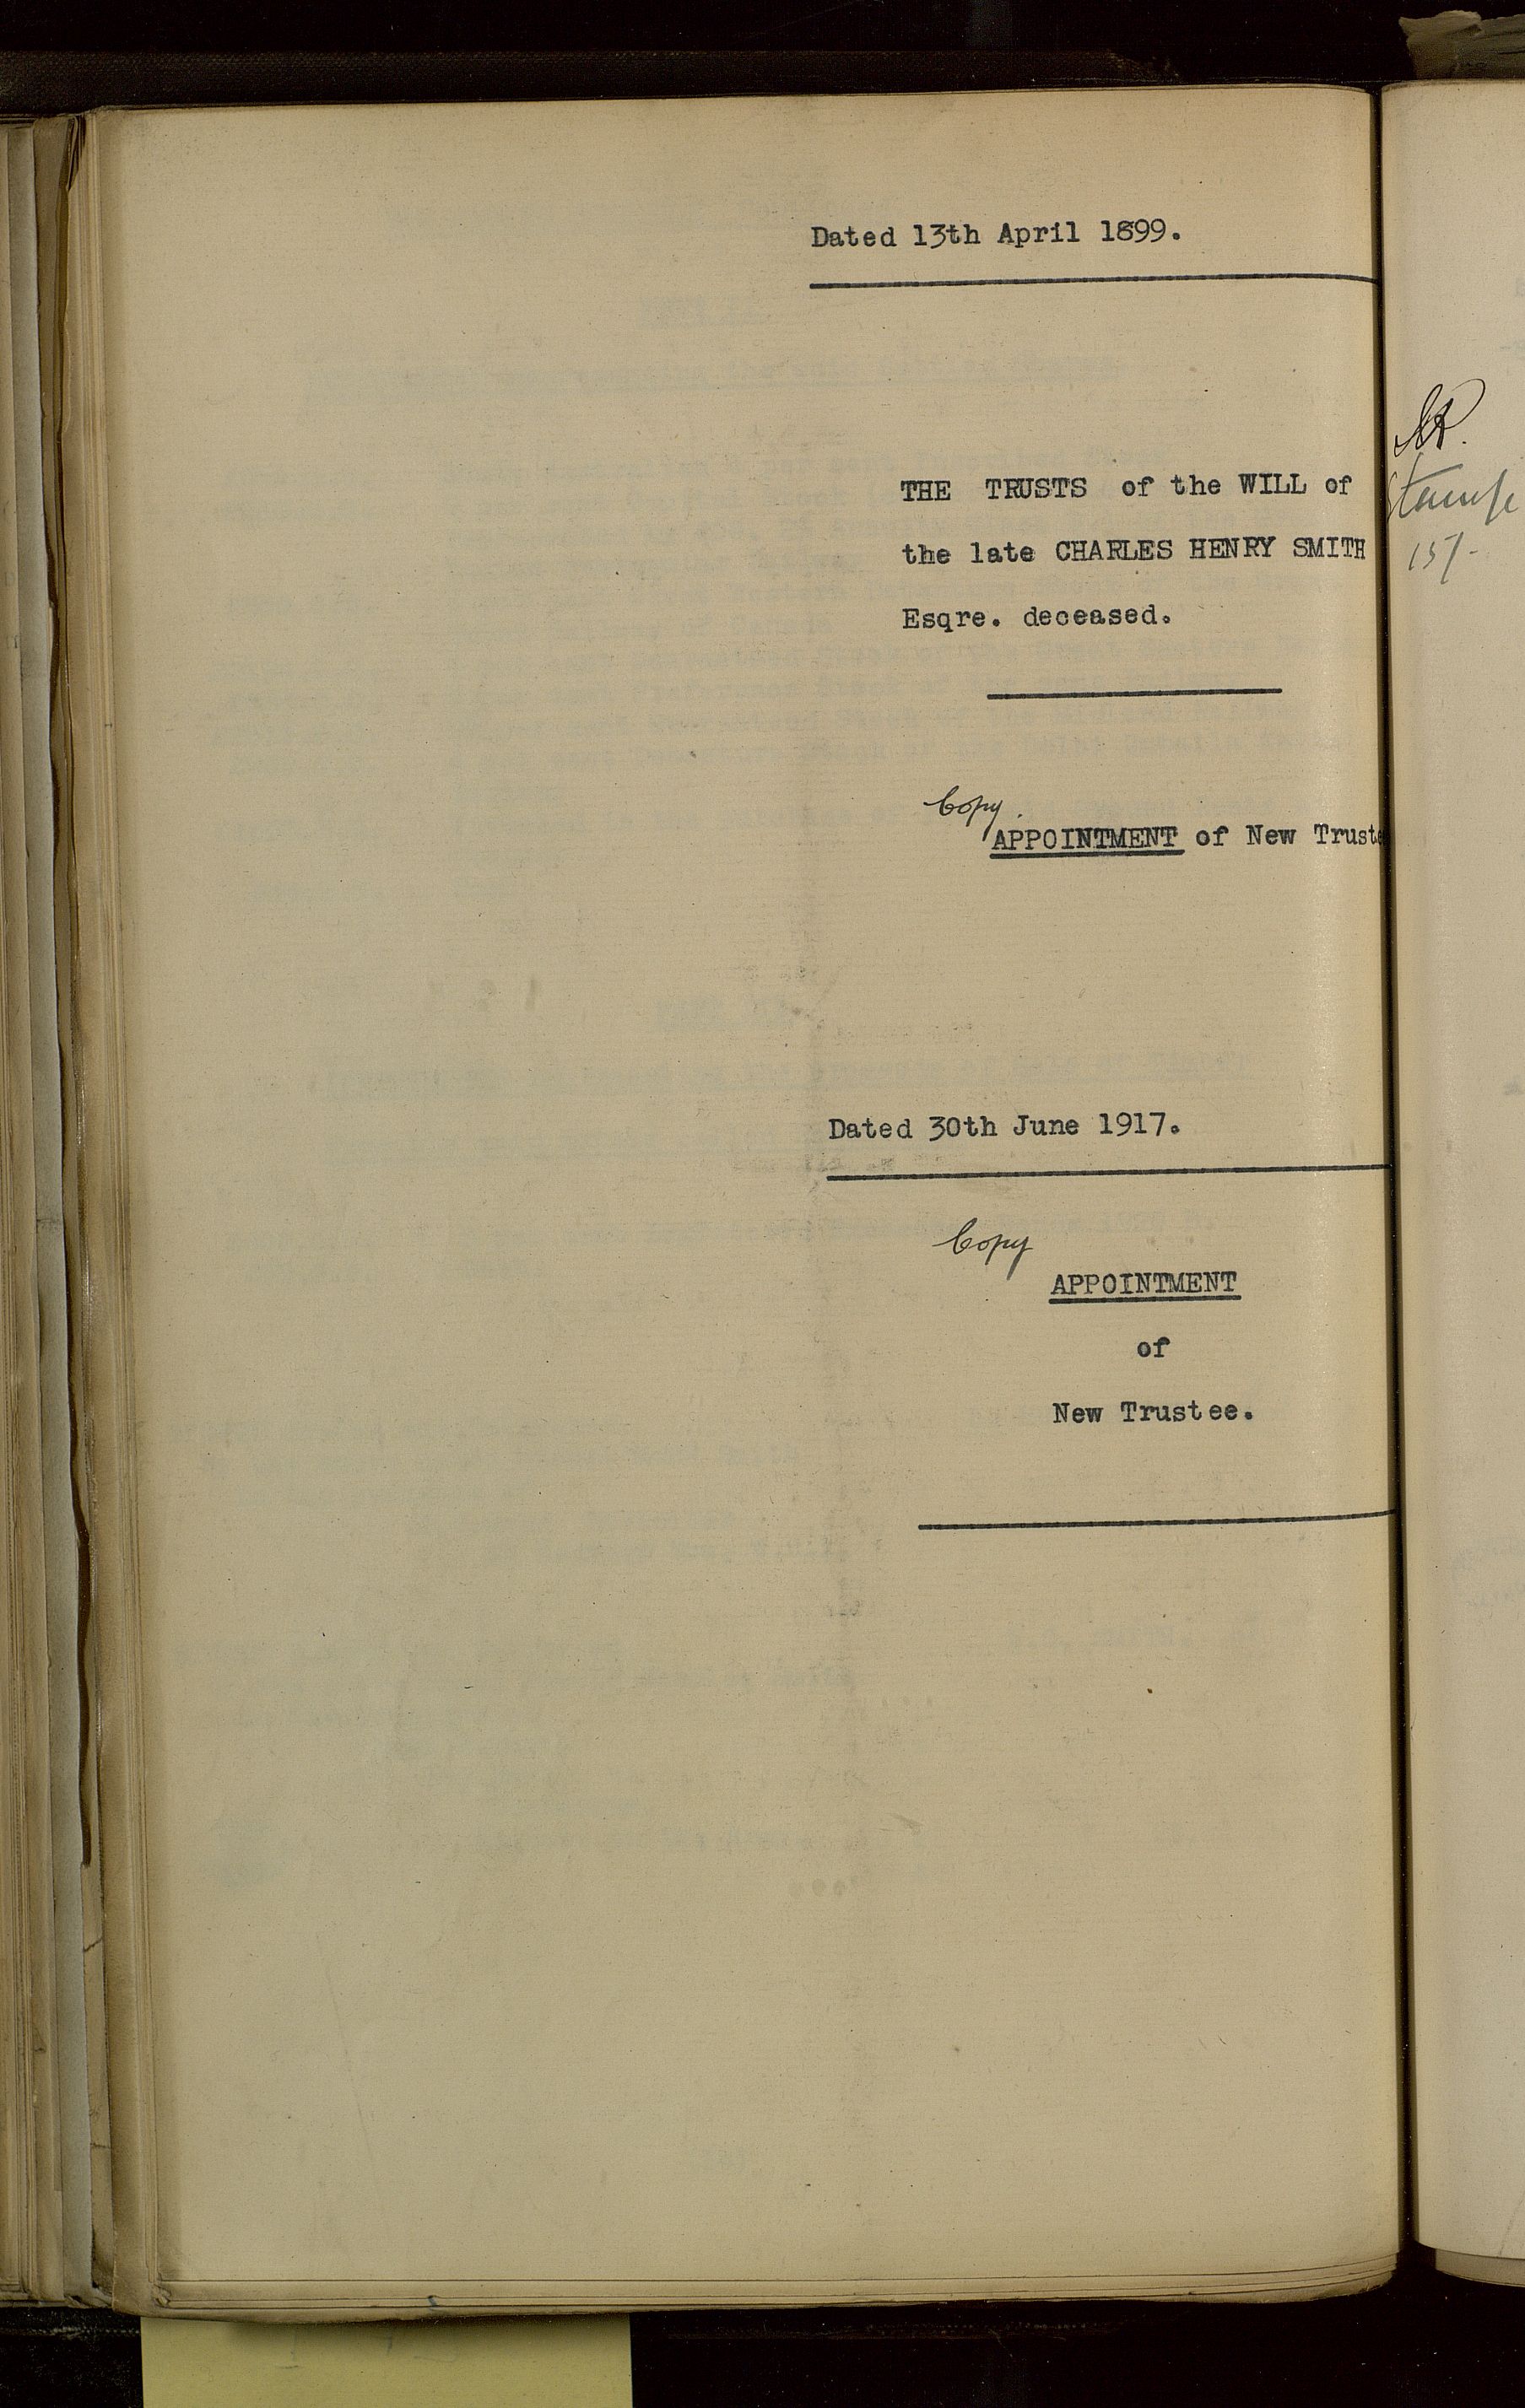 Dated 13th April 1899.
THE TRUSTS of the WILL of
the late CHARLES HENRY SMITH
Esqre. deceased.
Copy.
APPOINTMENT of New Truste
Dated 30th June 1917.
Copy
APPOINTMENT
of
New Trustee.
15/-